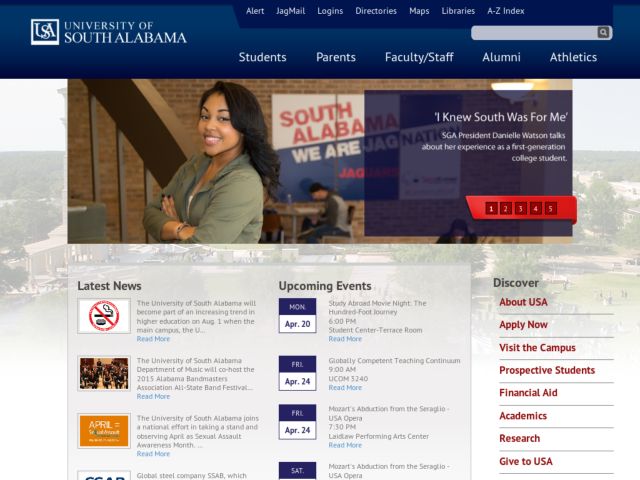 Alert JagMail Logins Directories Maps Libraries A-Z Index
USA
UNIVERSITY OF
SOUTH ALABAMA
Students Parents Faculty/Staff Alumni Athletics
SOUTH
ALABAMA
WE ARE JAG NATION
JAGUARS
'I Knew South Was For Me'
SGA President Danielle Watson talks
about her experience as a first-generation
college student.
1 2 3 4 5
Latest News
The University of South Alabama will
become part of an increasing trend in
higher education on Aug. 1 when the
main campus, the U...
Read More
The University of South Alabama
Department of Music will co-host the
2015 Alabama Bandmasters
Association All-State Band Festival...
Read More
APRIL =
The University of South Alabama joins
a national effort in taking a stand and
observing April as Sexual Assault
Awareness Month. ...
Read More
SSAB
Global steel company SSAB, which
Upcoming Events
MON.
Apr. 20
Study Abroad Movie Night: The
Hundred-Foot Journey
6:00 PM
Student Center-Terrace Room
Read More
FRI.
Apr. 24
Globally Competent Teaching Continuum
9:00 AM
UCOM 3240
Read More
FRI.
Apr. 24
Mozart's Abduction from the Seraglio -
USA Opera
7:30 PM
Laidlaw Performing Arts Center
Read More
SAT.
Mozart's Abduction from the Seraglio -
USA Opera
Discover
About USA
Apply Now
Visit the Campus
Prospective Students
Financial Aid
Academics
Research
Give to USA